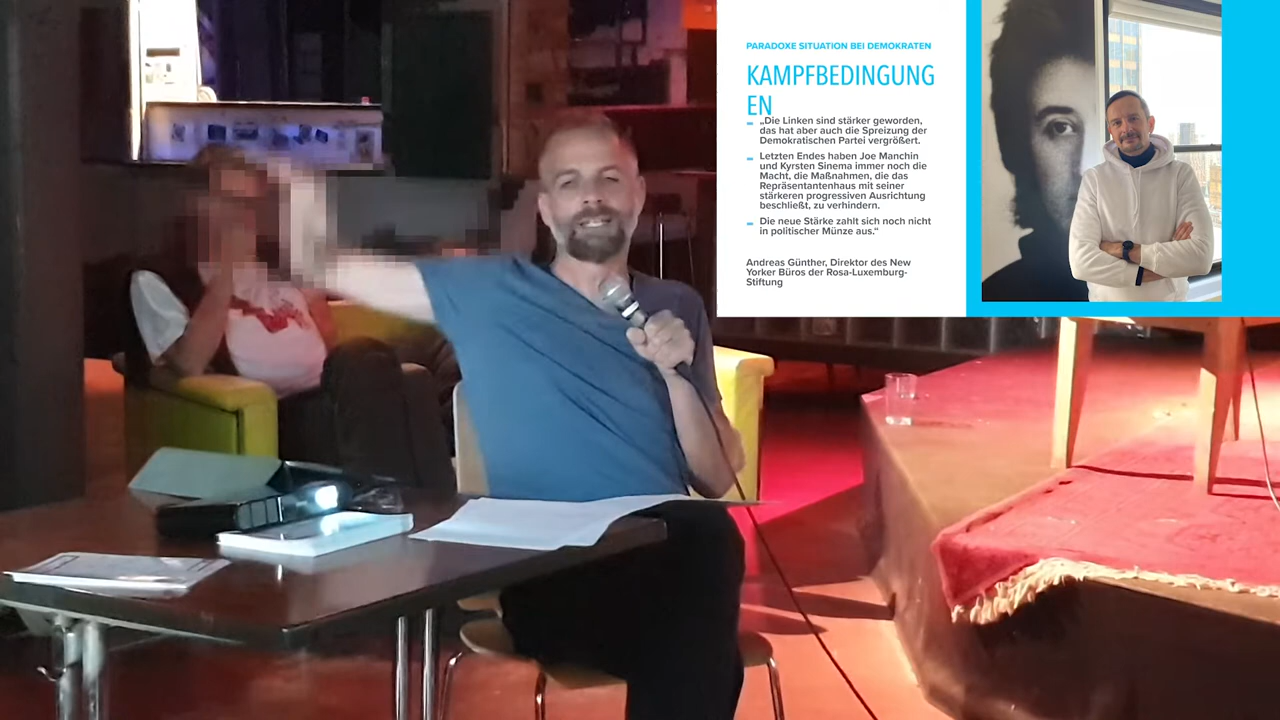 PARADOXE SITUATION BEI DEMOKRATEN
KAMPFBEDINGUNG
EN
„Die Linken sind stärker geworden,
das hat aber auch die Spreizung der
Demokratischen Partei vergrößert.
Letzten Endes haben Joe Manchin
und Kyrsten Sinema immer noch die
Macht, die Maßnahmen, die das
Repräsentantenhaus mit seiner
stärkeren progressiven Ausrichtung
beschließt, zu verhindern.
Die neue Stärke zahlt sich noch nicht
in politischer Münze aus.“
Andreas Günther, Direktor des New
Yorker Büros der Rosa-Luxemburg-
Stiftung